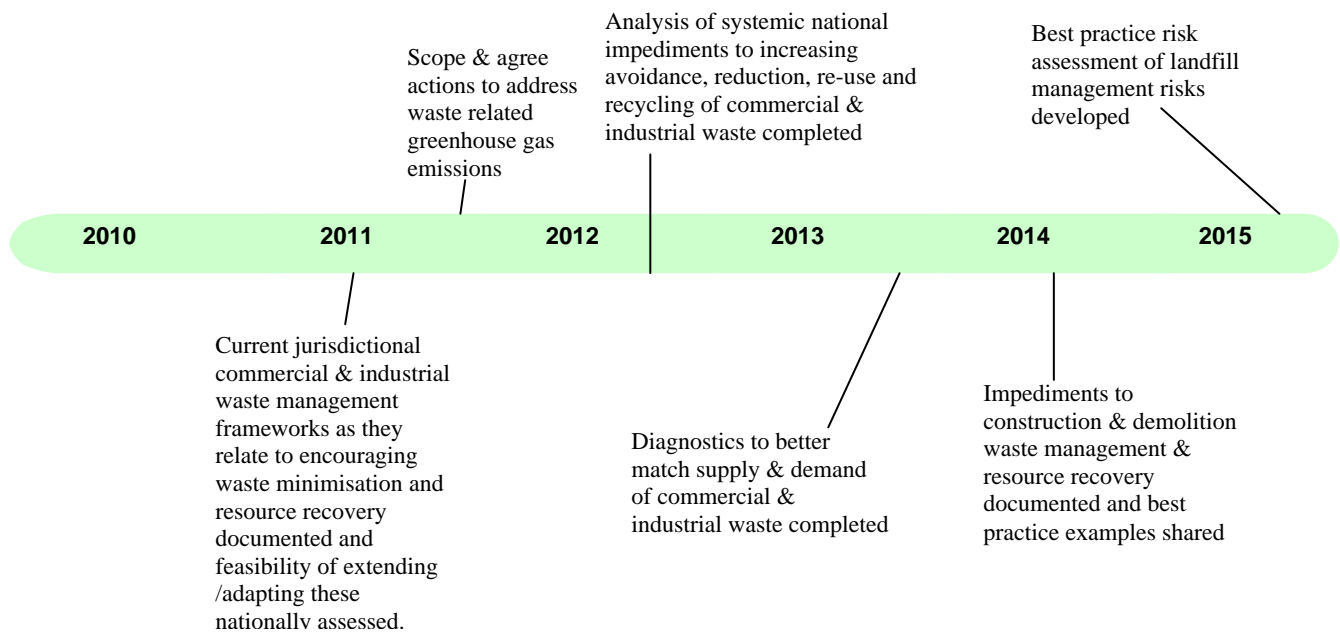 Scope & agree
actions to address
waste related
greenhouse gas
emissions
Analysis of systemic national
impediments to increasing
avoidance, reduction, re-use and
recycling of commercial &
industrial waste completed
Best practice risk
assessment of landfill
management risks
developed
2010 2011 2012 2013 2014 2015
Current jurisdictional
commercial & industrial
waste management
frameworks as they
relate to encouraging
waste minimisation and
resource recovery
documented and
feasibility of extending
/adapting these
nationally assessed.
Diagnostics to better
match supply & demand
of commercial &
industrial waste completed
Impediments to
construction & demolition
waste management &
resource recovery
documented and best
practice examples shared